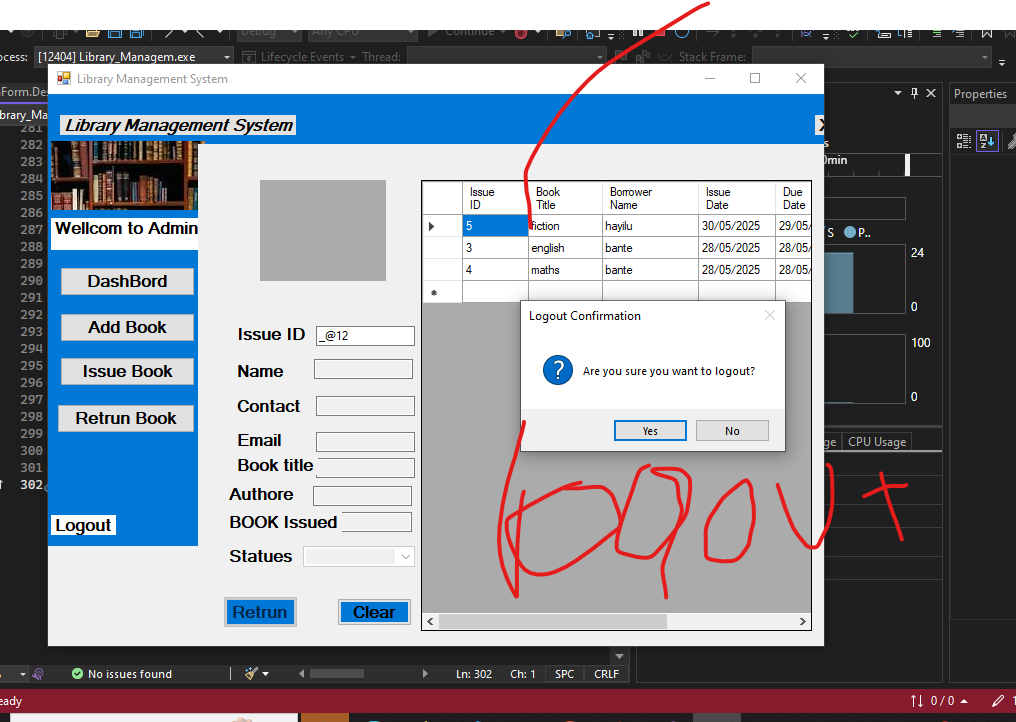 Debug
Any CPU
Continue
ocess: [12404] Library_Managem.exe
Lifecycle Events
Thread:
Stack Frame:
Library Management System
Form.De
brary_Ma
Properties
Library Management System
X
281
282
283
284
285
286
287
288
289
290
291
292
293
294
295
296
297
298
299
300
301
302
Wellcom to Admin
DashBord
Add Book
Issue Book
Retrun Book
Logout
Issue ID _@12
Name
Contact
Email
Book title
Authore
BOOK Issued
Statues
Retrun
Clear
Issue ID Book Title Borrower Name Issue Date Due Date
5 fiction hayilu 30/05/2025 29/05/
3 english bante 28/05/2025 28/05/
4 maths bante 28/05/2025 28/05/
Logout Confirmation
Are you sure you want to logout?
Yes
No
0min
S P..
24
0
100
0
ge CPU Usage
No issues found
Ln: 302 Ch: 1 SPC CRLF
eady
0 / 0